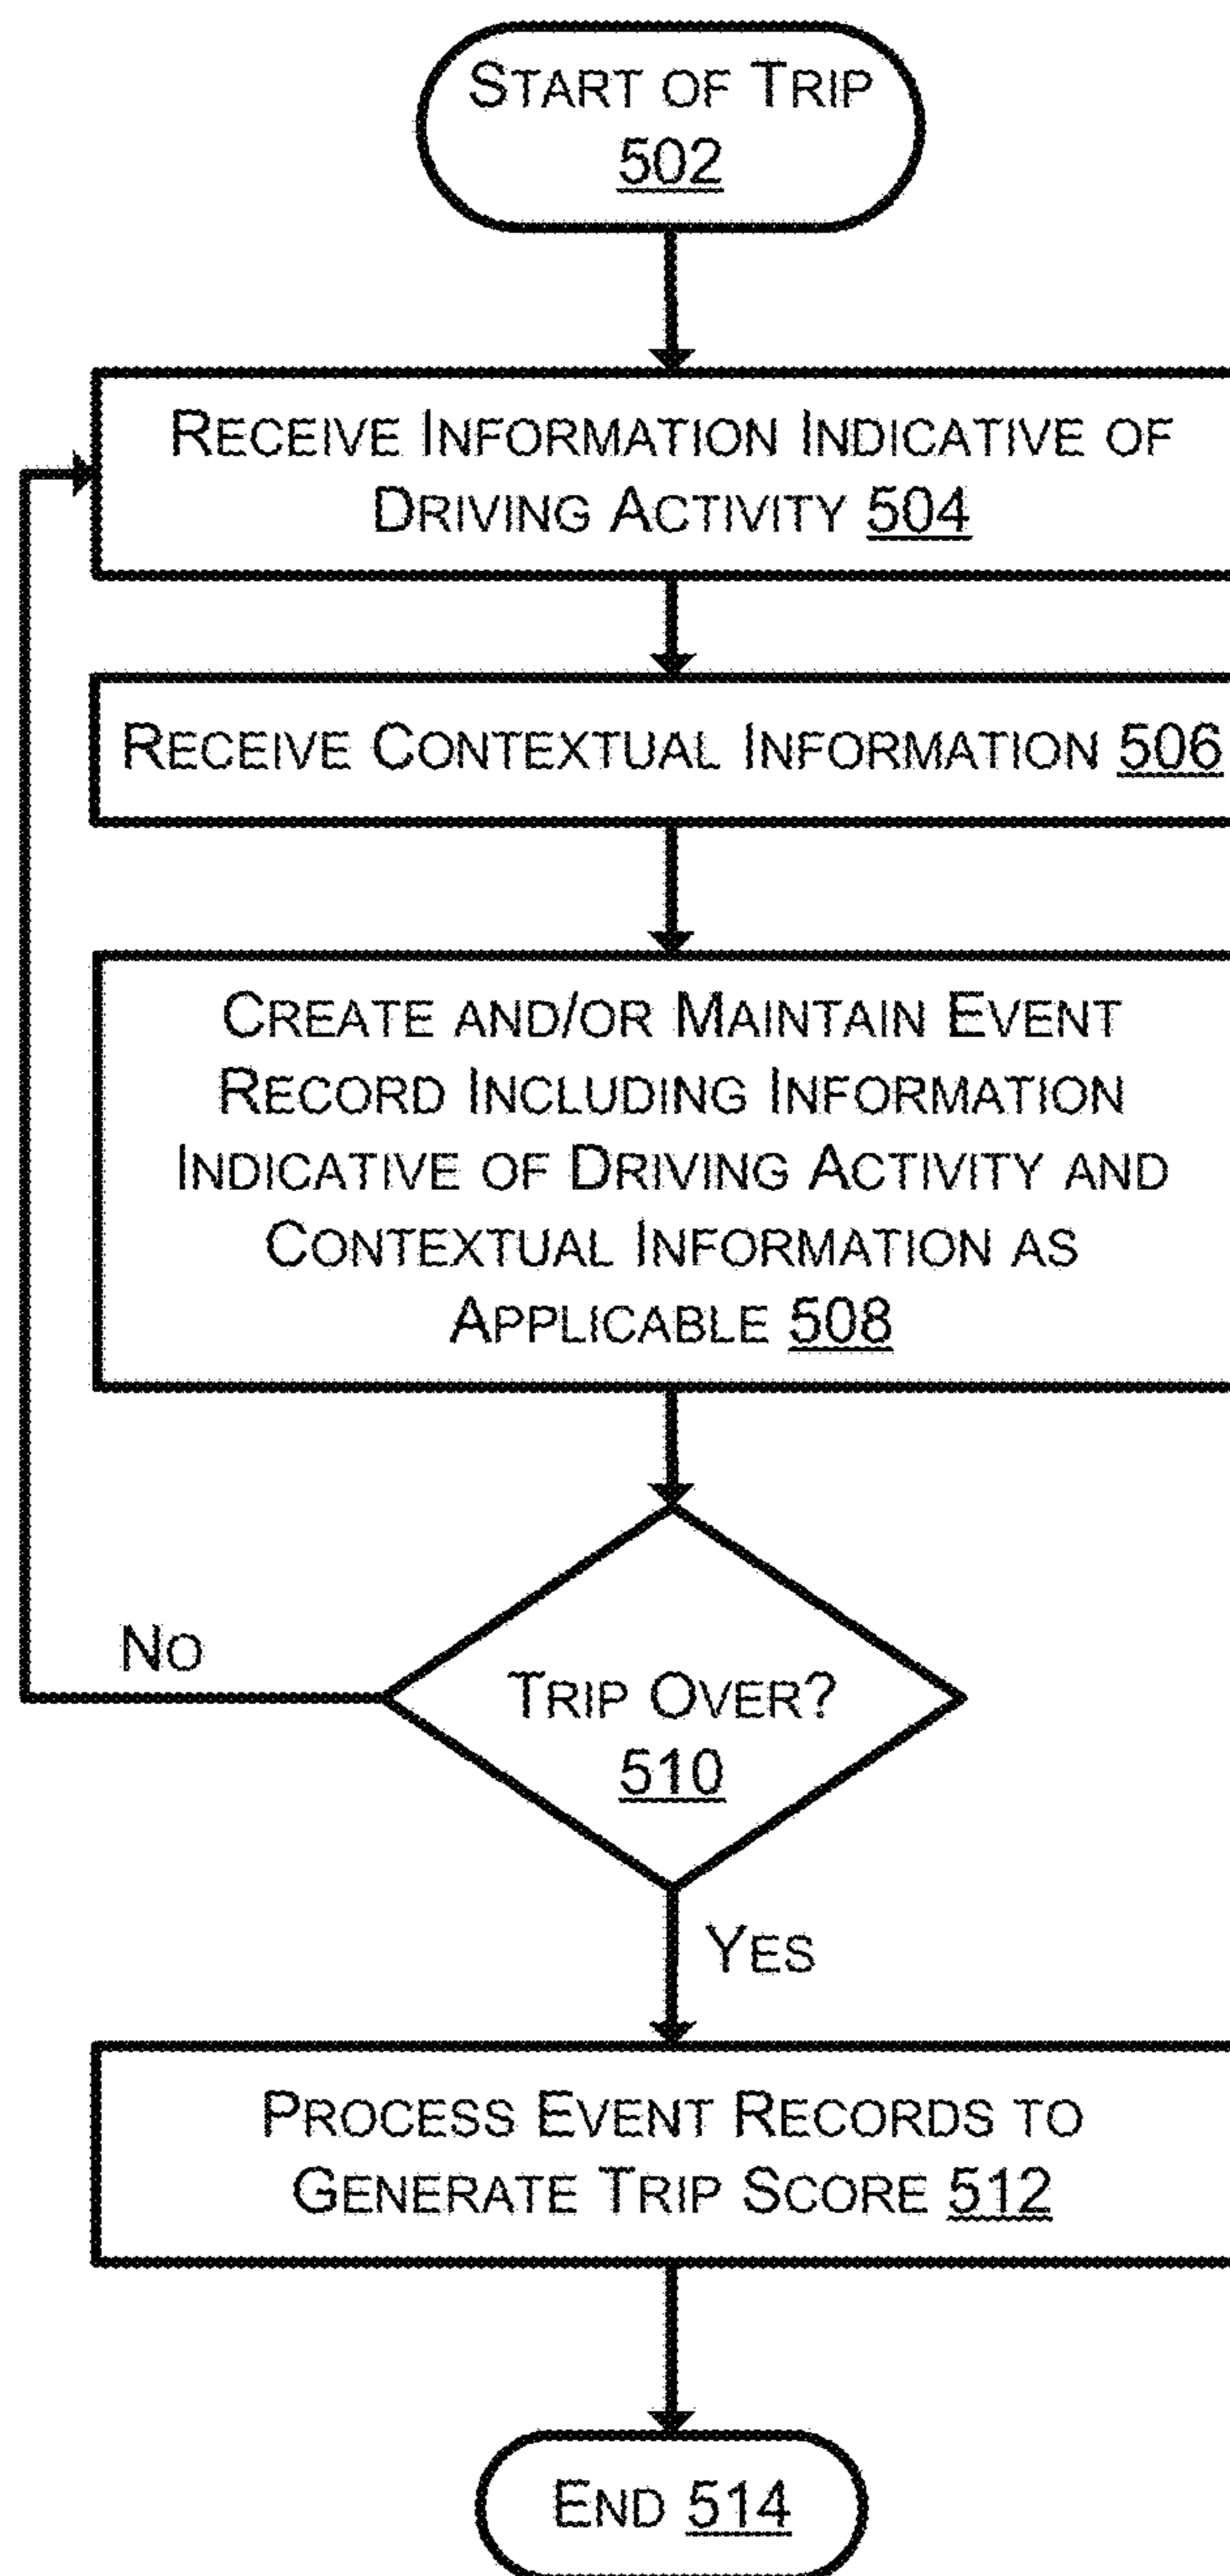 START OF TRIP
502
RECEIVE INFORMATION INDICATIVE OF
DRIVING ACTIVITY 504
RECEIVE CONTEXTUAL INFORMATION 506
CREATE AND/OR MAINTAIN EVENT
RECORD INCLUDING INFORMATION
INDICATIVE OF DRIVING ACTIVITY AND
CONTEXTUAL INFORMATION AS
APPLICABLE 508
NO
TRIP OVER?
510
YES
PROCESS EVENT RECORDS TO
GENERATE TRIP SCORE 512
END 514